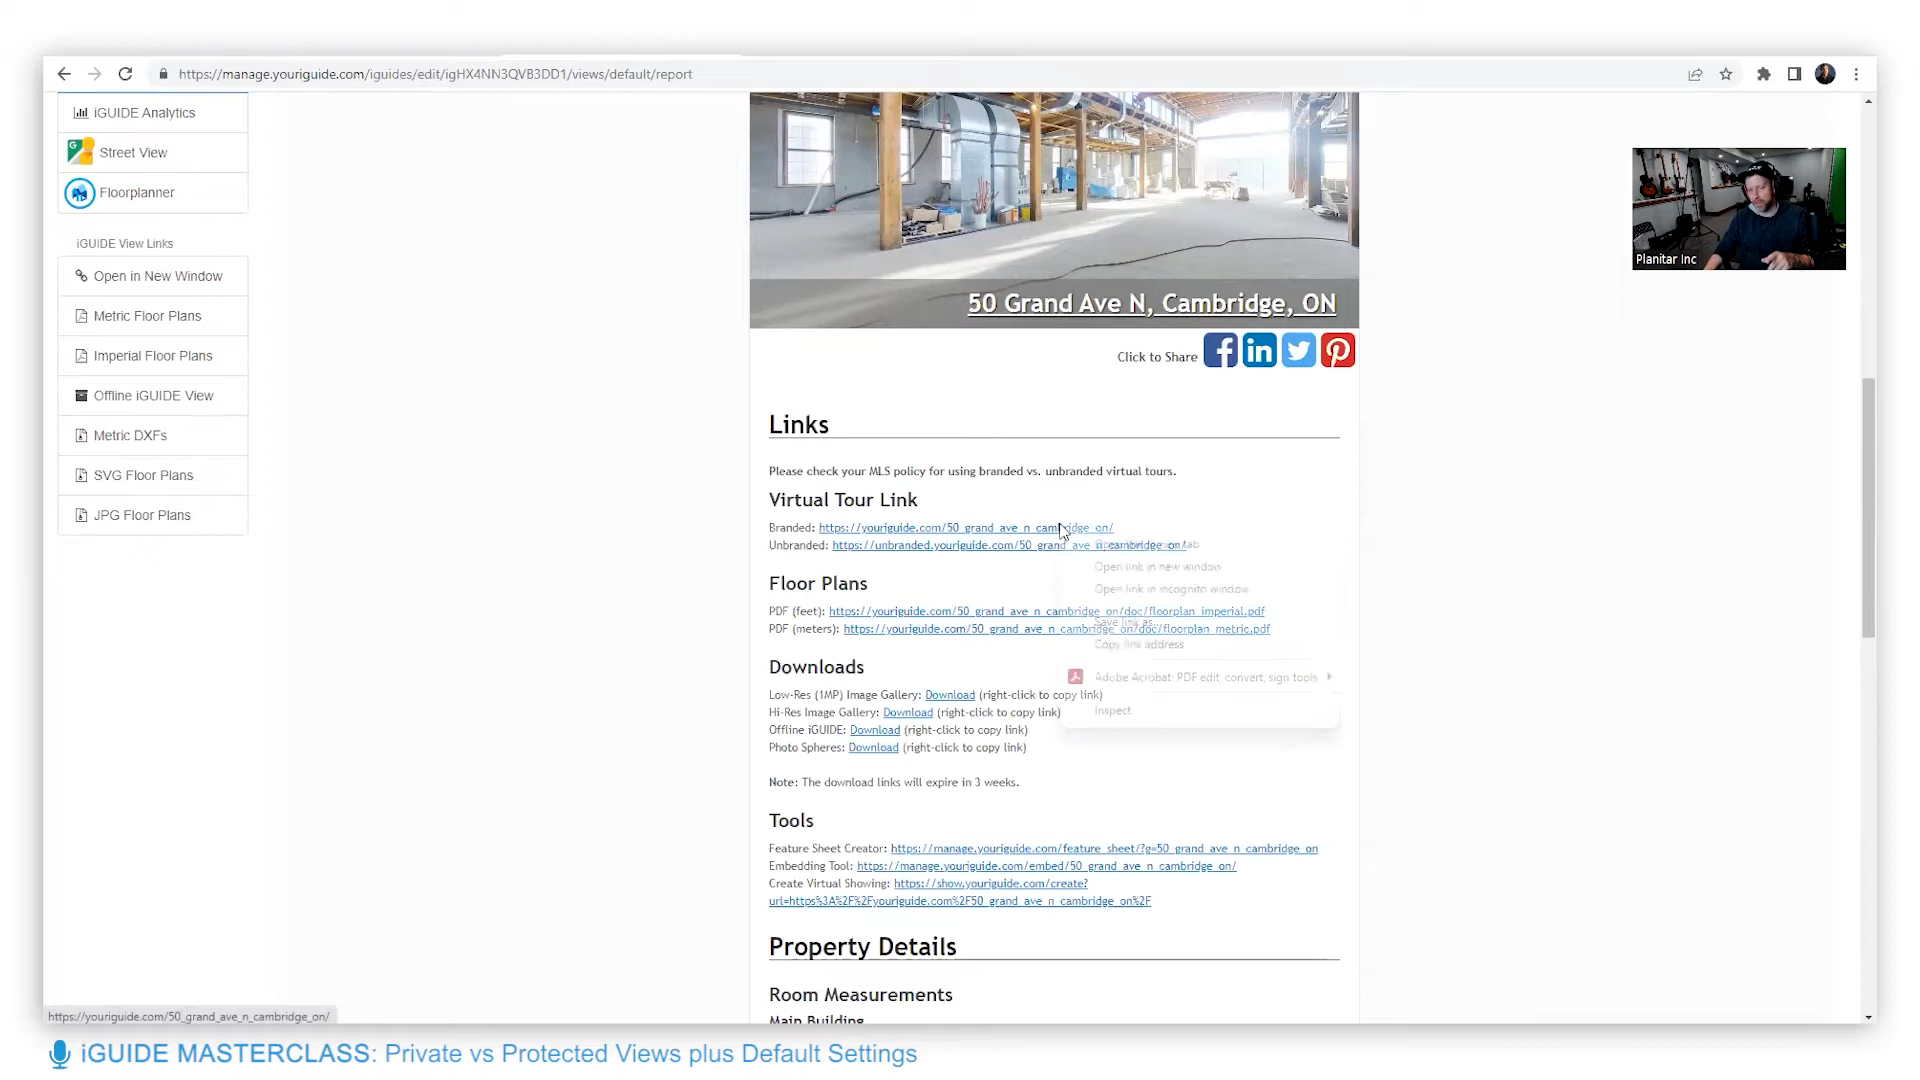 https://manage.youriguide.com/iguides/edit/igHX4NN3QVB3DD1/views/default/report
iGUIDE Analytics
Street View
Floorplanner
iGUIDE View Links
Open in New Window
Metric Floor Plans
Imperial Floor Plans
Offline iGUIDE View
Metric DXFs
SVG Floor Plans
JPG Floor Plans
50 Grand Ave N, Cambridge, ON
Click to Share
Links
Please check your MLS policy for using branded vs. unbranded virtual tours.
Virtual Tour Link
Branded: https://youriguide.com/50_grand_ave_n_cambridge_on/
Unbranded: https://unbranded.youriguide.com/50_grand_ave_n_cambridge_on/
Open link in new tab
Open link in new window
Open link in incognito window
Save link as...
Copy link address
Adobe Acrobat: PDF edit, convert, sign tools
Inspect
Floor Plans
PDF (feet): https://youriguide.com/50_grand_ave_n_cambridge_on/doc/floorplan_imperial.pdf
PDF (meters): https://youriguide.com/50_grand_ave_n_cambridge_on/doc/floorplan_metric.pdf
Downloads
Low-Res (1MP) Image Gallery: Download (right-click to copy link)
Hi-Res Image Gallery: Download (right-click to copy link)
Offline iGUIDE: Download (right-click to copy link)
Photo Spheres: Download (right-click to copy link)
Note: The download links will expire in 3 weeks.
Tools
Feature Sheet Creator: https://manage.youriguide.com/feature_sheet/?g=50_grand_ave_n_cambridge_on
Embedding Tool: https://manage.youriguide.com/embed/50_grand_ave_n_cambridge_on/
Create Virtual Showing: https://show.youriguide.com/create?
url=https%3A%2F%2Fyouriguide.com%2F50_grand_ave_n_cambridge_on%2F
Property Details
Room Measurements
Main Building
Planitar Inc
https://youriguide.com/50_grand_ave_n_cambridge_on/
iGUIDE MASTERCLASS: Private vs Protected Views plus Default Settings